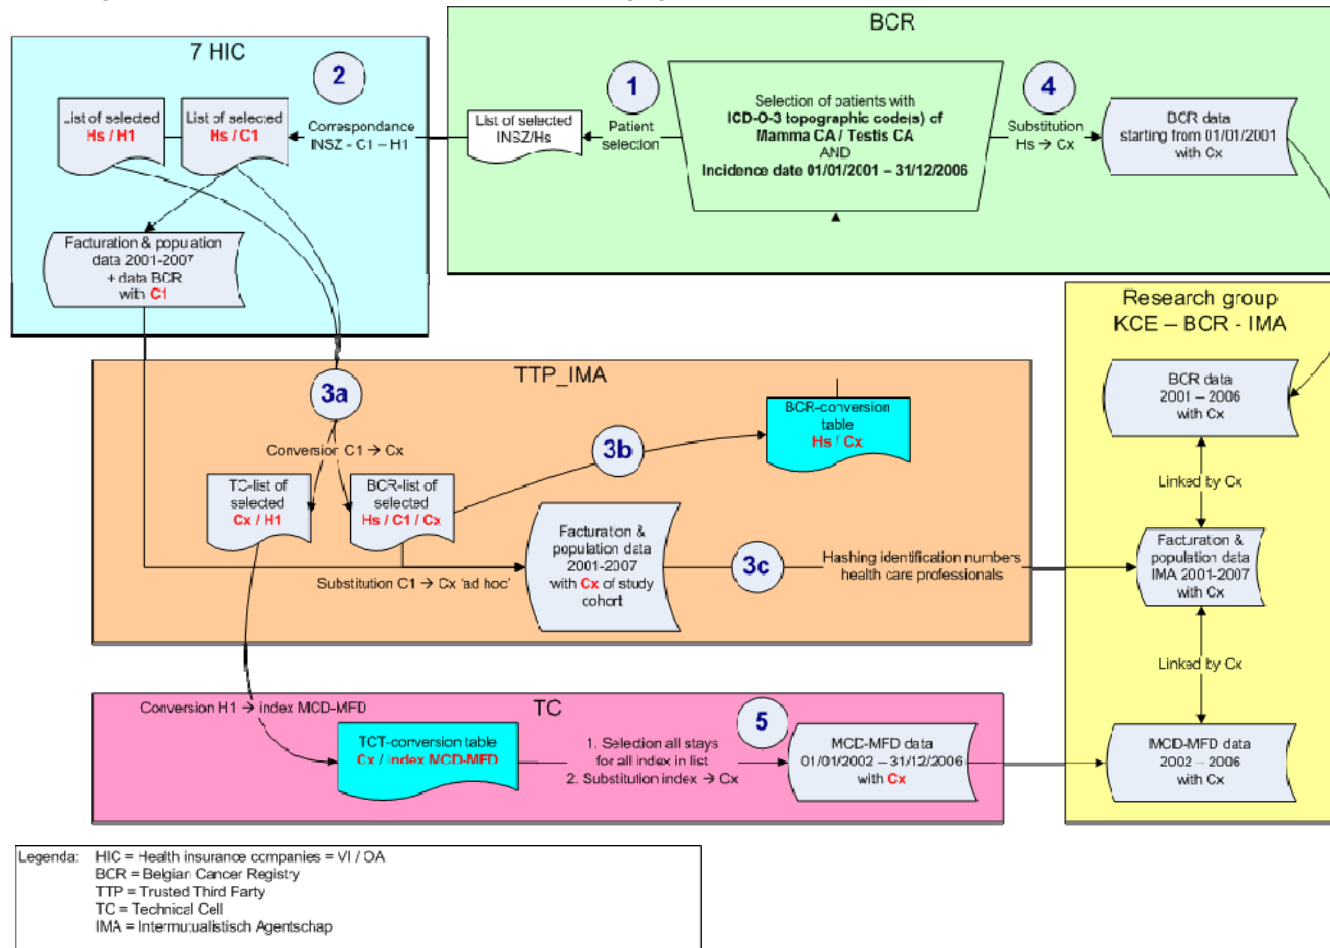 BCR
7 HIC
2
1
4
List of selected
Hs / H1
List of selected
Hs / C1
Correspondance
INSZ - C1 – H1
List of selected
INSZ/Hs
Patient
selection
Selection of patients with
ICD-O-3 topographic code(s) of
Mamma CA / Testis CA
AND
Incidence date 01/01/2001 – 31/12/2006
Substitution
Hs → Cx
BCR data
starting from 01/01/2001
with Cx
Facturation & population
data 2001-2007
+ data BCR
with C1
Research group
KCE – BCR - IMA
TTP_IMA
3a
BCR data
2001 – 2006
with Cx
BCR-conversion
table
Hs / Cx
3b
Conversion C1 → Cx
TC-list of
selected
Cx / H1
BCR-list of
selected
Hs / C1 / Cx
Linked by Cx
Facturation &
population data
2001-2007
with Cx of study
cohort
3c
Hashing identification numbers
health care professionals
Facturation &
population data
IMA 2001-2007
with Cx
Substitution C1 → Cx 'ad hoc'
Linked by Cx
Conversion H1 → index MCD-MFD
TC
5
TCT-conversion table
Cx / index MCD-MFD
1. Selection all stays
for all index in list
2. Substitution index → Cx
MCD-MFD data
01/01/2002 – 31/12/2006
with Cx
MCD-MFD data
2002 – 2006
with Cx
Legenda: HIC = Health insurance companies = VI / OA
BCR = Belgian Cancer Registry
TTP = Trusted Third Party
TC = Technical Cell
IMA = Intermutualistisch Agentschap